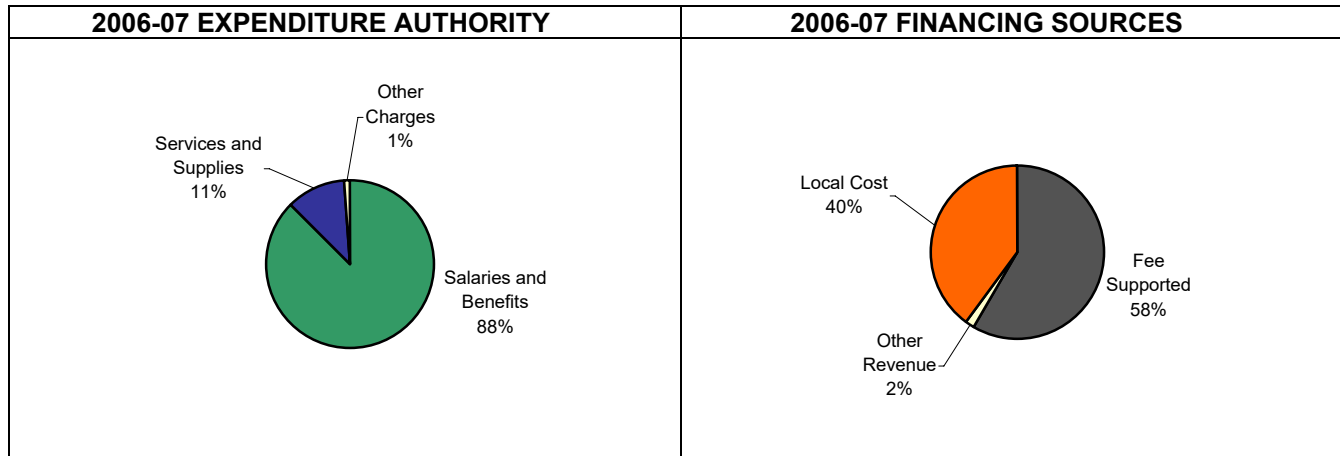 2006-07 EXPENDITURE AUTHORITY
Other
Charges
1%
Services and
Supplies
11%
Salaries and
Benefits
88%
2006-07 FINANCING SOURCES
Local Cost
40%
Fee
Supported
58%
Other
Revenue
2%